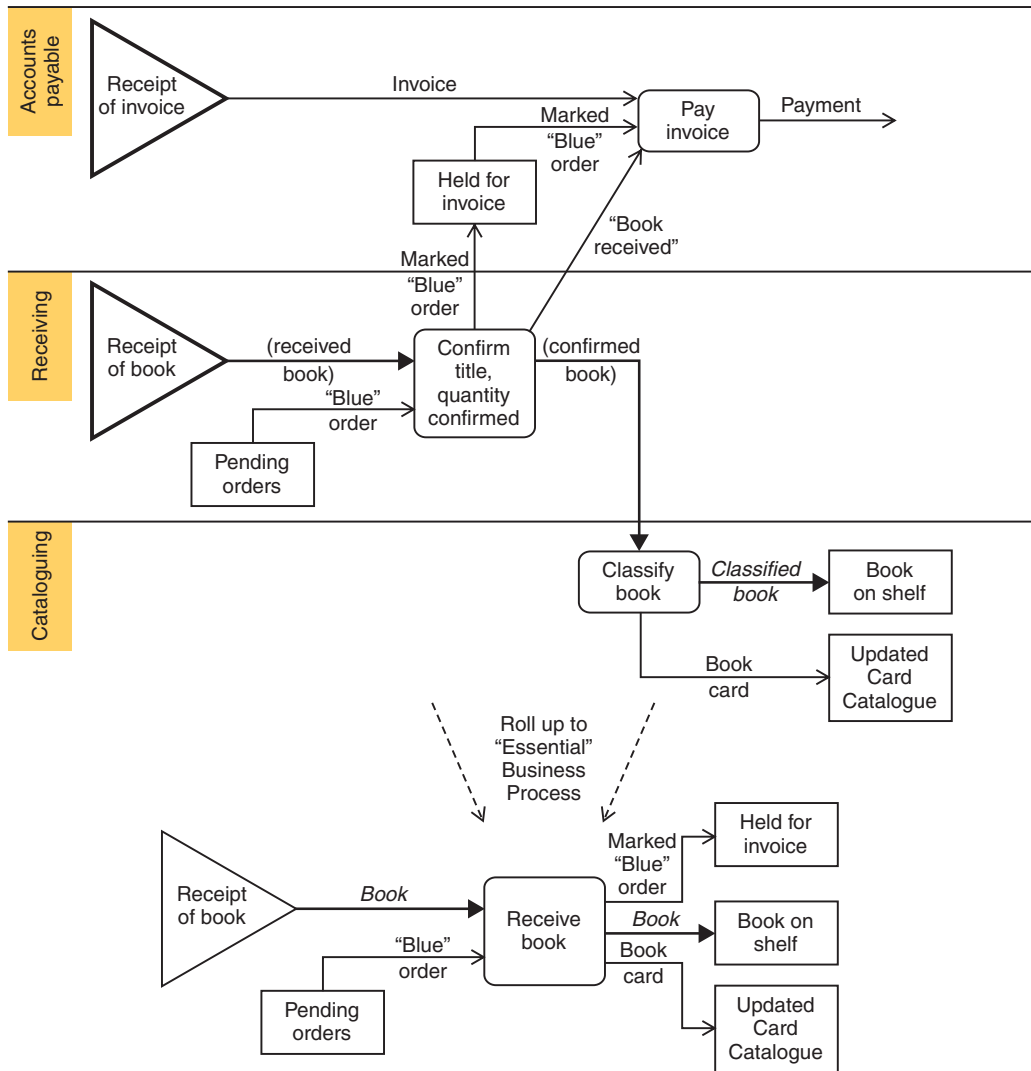 Accounts
payable
Receipt
of invoice
Invoice
Marked
“Blue”
order
Pay
invoice
Payment
Held for
invoice
“Book
received”
Marked
“Blue”
order
Receiving
Receipt
of book
(received
book)
“Blue”
order
Pending
orders
Confirm
title,
quantity
confirmed
(confirmed
book)
Cataloguing
Classify
book
Classified
book
Book
on shelf
Book
card
Updated
Card
Catalogue
Roll up to
“Essential”
Business
Process
Receipt
of book
Book
“Blue”
order
Pending
orders
Receive
book
Marked
“Blue”
order
Held for
invoice
Book
Book on
shelf
Book
card
Updated
Card
Catalogue